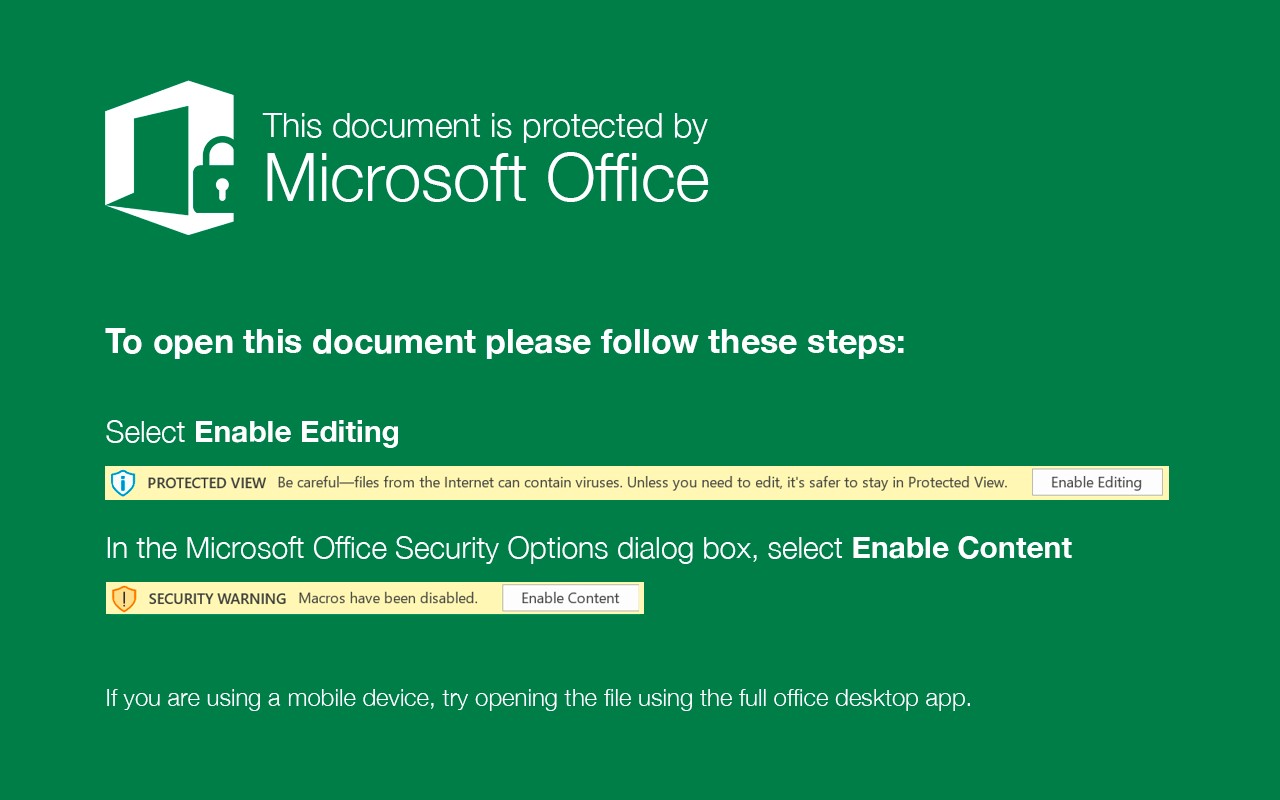 This document is protected by
Microsoft Office
To open this document please follow these steps:
Select Enable Editing
PROTECTED VIEW Be careful—files from the Internet can contain viruses. Unless you need to edit, it's safer to stay in Protected View. Enable Editing
In the Microsoft Office Security Options dialog box, select Enable Content
SECURITY WARNING Macros have been disabled. Enable Content
If you are using a mobile device, try opening the file using the full office desktop app.